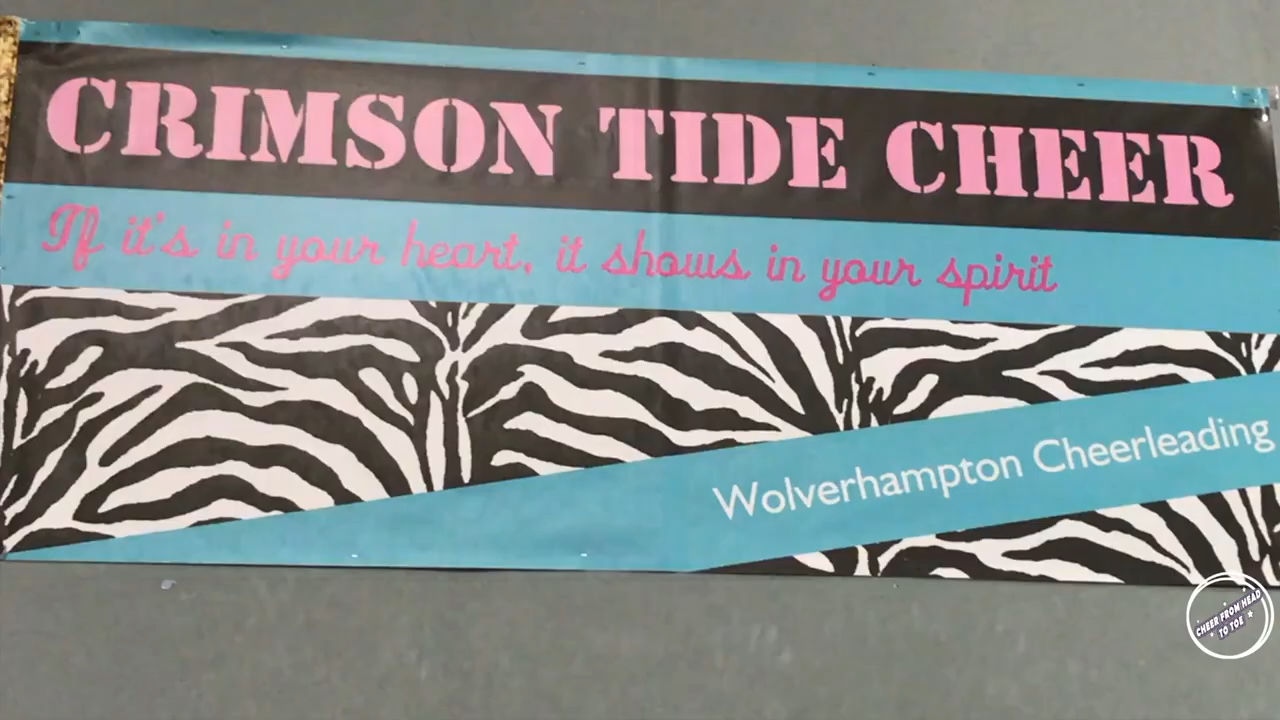 CRIMSON TIDE CHEER
If it's in your heart, it shows in your spirit
Wolverhampton Cheerleading
CHEER FROM HEAD
TO TOE